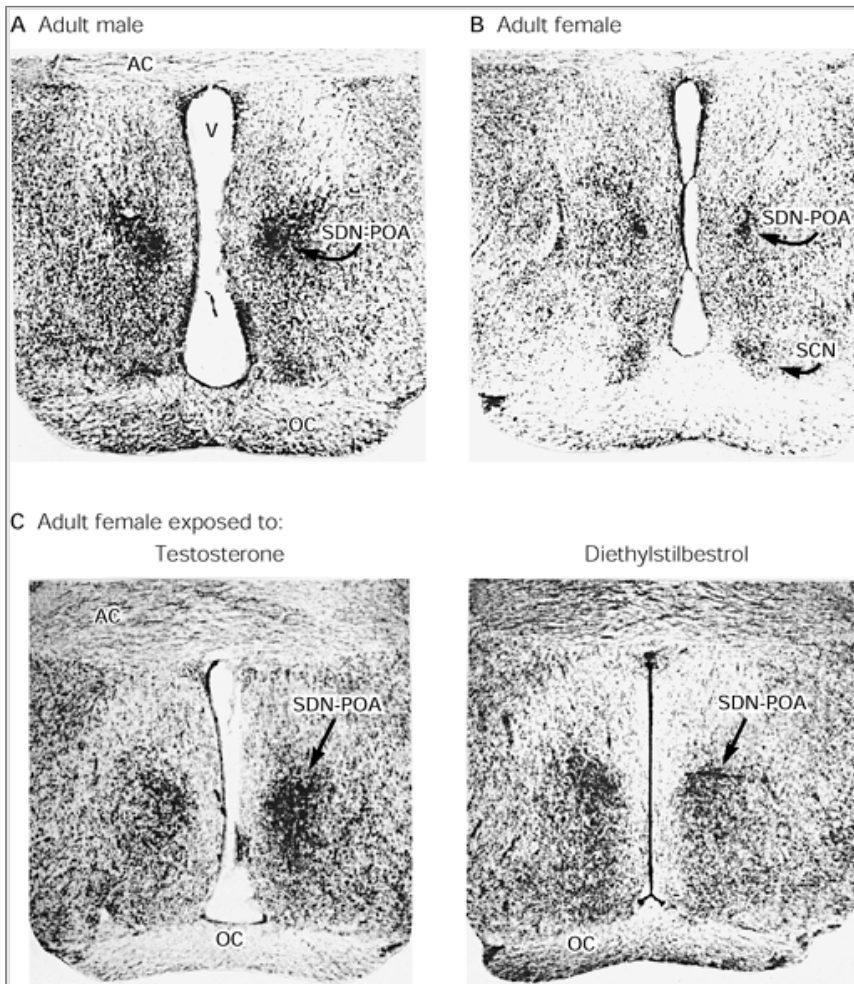 A Adult male
AC
V
SDN-POA
OC
B Adult female
SDN-POA
SCN
C Adult female exposed to:
Testosterone
AC
SDN-POA
OC
Diethylstilbestrol
SDN-POA
OC